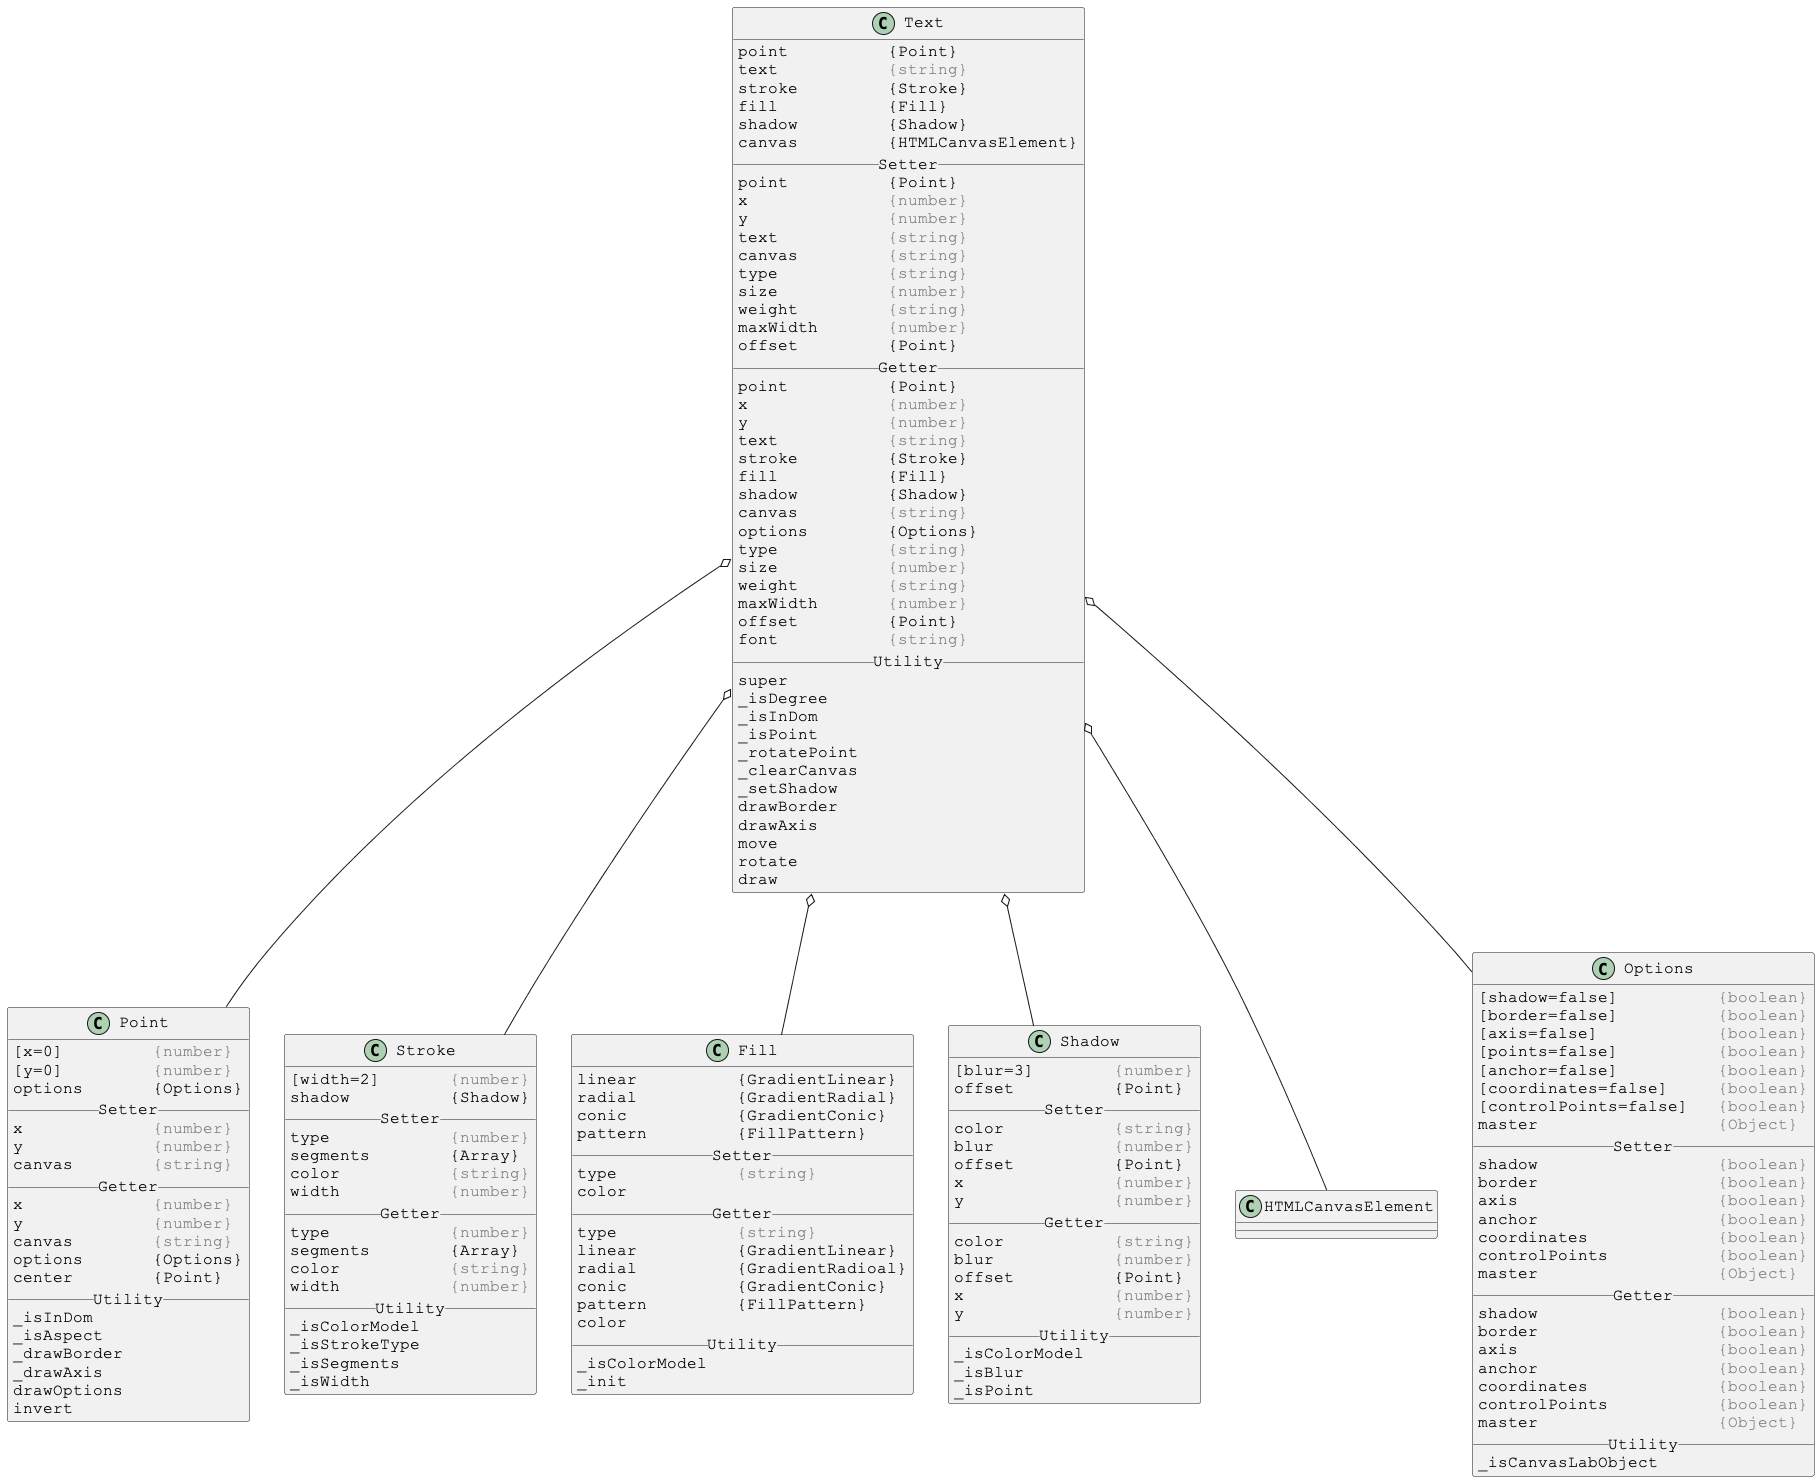 C Text
point {Point}
text {string}
stroke {Stroke}
fill {Fill}
shadow {Shadow}
canvas {HTMLCanvasElement}
Setter
point {Point}
x {number}
y {number}
text {string}
canvas {string}
type {string}
size {number}
weight {string}
maxWidth {number}
offset {Point}
Getter
point {Point}
x {number}
y {number}
text {string}
stroke {Stroke}
fill {Fill}
shadow {Shadow}
canvas {string}
options {Options}
type {string}
size {number}
weight {string}
maxWidth {number}
offset {Point}
font {string}
Utility
super
_isDegree
_isInDom
_isPoint
_rotatePoint
_clearCanvas
_setShadow
drawBorder
drawAxis
move
rotate
draw
C Point
[x=0] {number}
[y=0] {number}
options {Options}
Setter
x {number}
y {number}
canvas {string}
Getter
x {number}
y {number}
canvas {string}
options {Options}
center {Point}
Utility
_isInDom
_isAspect
_drawBorder
_drawAxis
drawOptions
invert
C Stroke
[width=2] {number}
shadow {Shadow}
Setter
type {number}
segments {Array}
color {string}
width {number}
Getter
type {number}
segments {Array}
color {string}
width {number}
Utility
_isColorModel
_isStrokeType
_isSegments
_isWidth
C Fill
linear {GradientLinear}
radial {GradientRadial}
conic {GradientConic}
pattern {FillPattern}
Setter
type {string}
color
Getter
type {string}
linear {GradientLinear}
radial {GradientRadioal}
conic {GradientConic}
pattern {FillPattern}
color
Utility
_isColorModel
_init
C Shadow
[blur=3] {number}
offset {Point}
Setter
color {string}
blur {number}
offset {Point}
x {number}
y {number}
Getter
color {string}
blur {number}
offset {Point}
x {number}
y {number}
Utility
_isColorModel
_isBlur
_isPoint
C HTMLCanvasElement
C Options
[shadow=false] {boolean}
[border=false] {boolean}
[axis=false] {boolean}
[points=false] {boolean}
[anchor=false] {boolean}
[coordinates=false] {boolean}
[controlPoints=false] {boolean}
master {Object}
Setter
shadow {boolean}
border {boolean}
axis {boolean}
anchor {boolean}
coordinates {boolean}
controlPoints {boolean}
master {Object}
Getter
shadow {boolean}
border {boolean}
axis {boolean}
anchor {boolean}
coordinates {boolean}
controlPoints {boolean}
master {Object}
Utility
_isCanvasLabObject